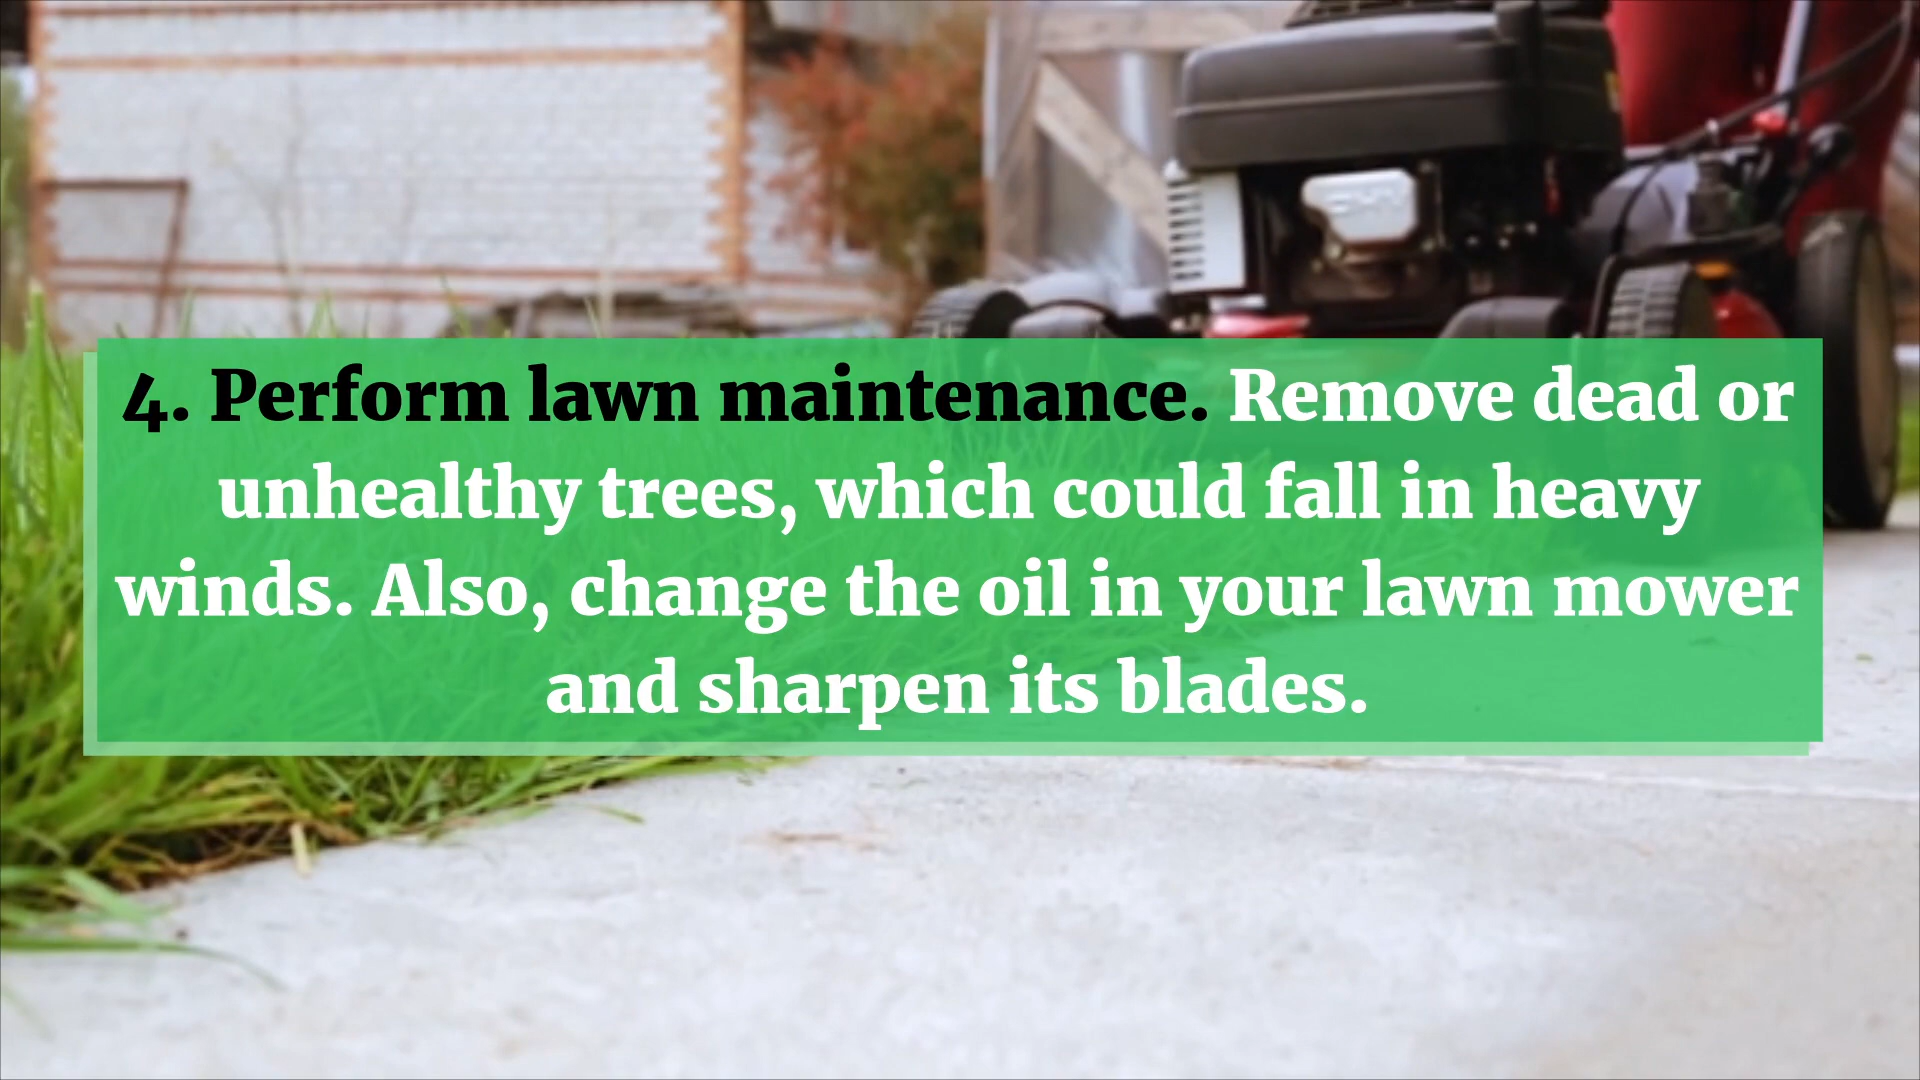 4. Perform lawn maintenance. Remove dead or
unhealthy trees, which could fall in heavy
winds. Also, change the oil in your lawn mower
and sharpen its blades.